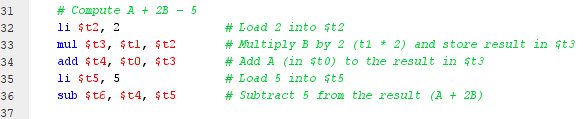 31 # Compute A + 2B - 5
32 li $t2, 2 # Load 2 into $t2
33 mul $t3, $t1, $t2 # Multiply B by 2 (t1 * 2) and store result in $t3
34 add $t4, $t0, $t3 # Add A (in $t0) to the result in $t3
35 li $t5, 5 # Load 5 into $t5
36 sub $t6, $t4, $t5 # Subtract 5 from the result (A + 2B)
37